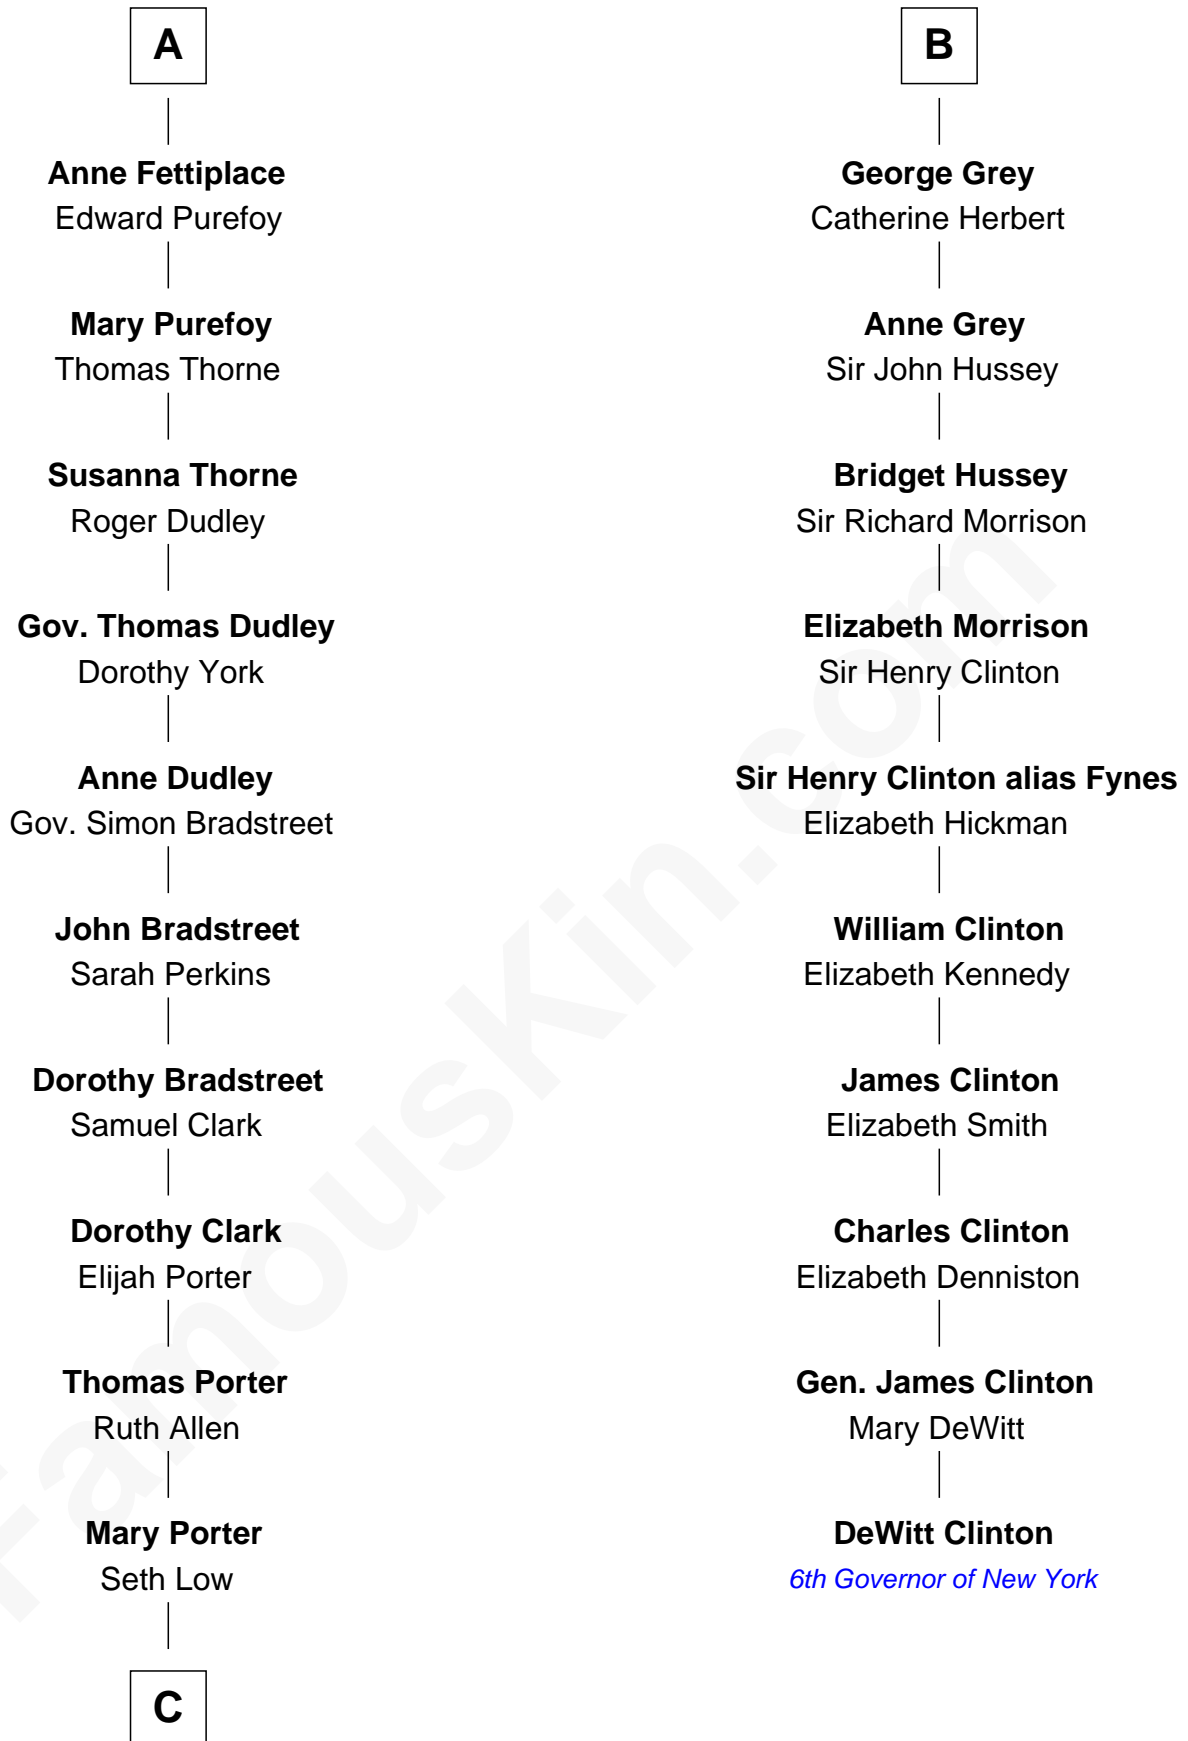 A
Anne Fettiplace
Edward Purefoy
Mary Purefoy
Thomas Thorne
Susanna Thorne
Roger Dudley
Gov. Thomas Dudley
Dorothy York
Anne Dudley
Gov. Simon Bradstreet
John Bradstreet
Sarah Perkins
Dorothy Bradstreet
Samuel Clark
Dorothy Clark
Elijah Porter
Thomas Porter
Ruth Allen
Mary Porter
Seth Low
C
B
George Grey
Catherine Herbert
Anne Grey
Sir John Hussey
Bridget Hussey
Sir Richard Morrison
Elizabeth Morrison
Sir Henry Clinton
Sir Henry Clinton alias Fynes
Elizabeth Hickman
William Clinton
Elizabeth Kennedy
James Clinton
Elizabeth Smith
Charles Clinton
Elizabeth Denniston
Gen. James Clinton
Mary DeWitt
DeWitt Clinton
6th Governor of New York
FamousKin.com